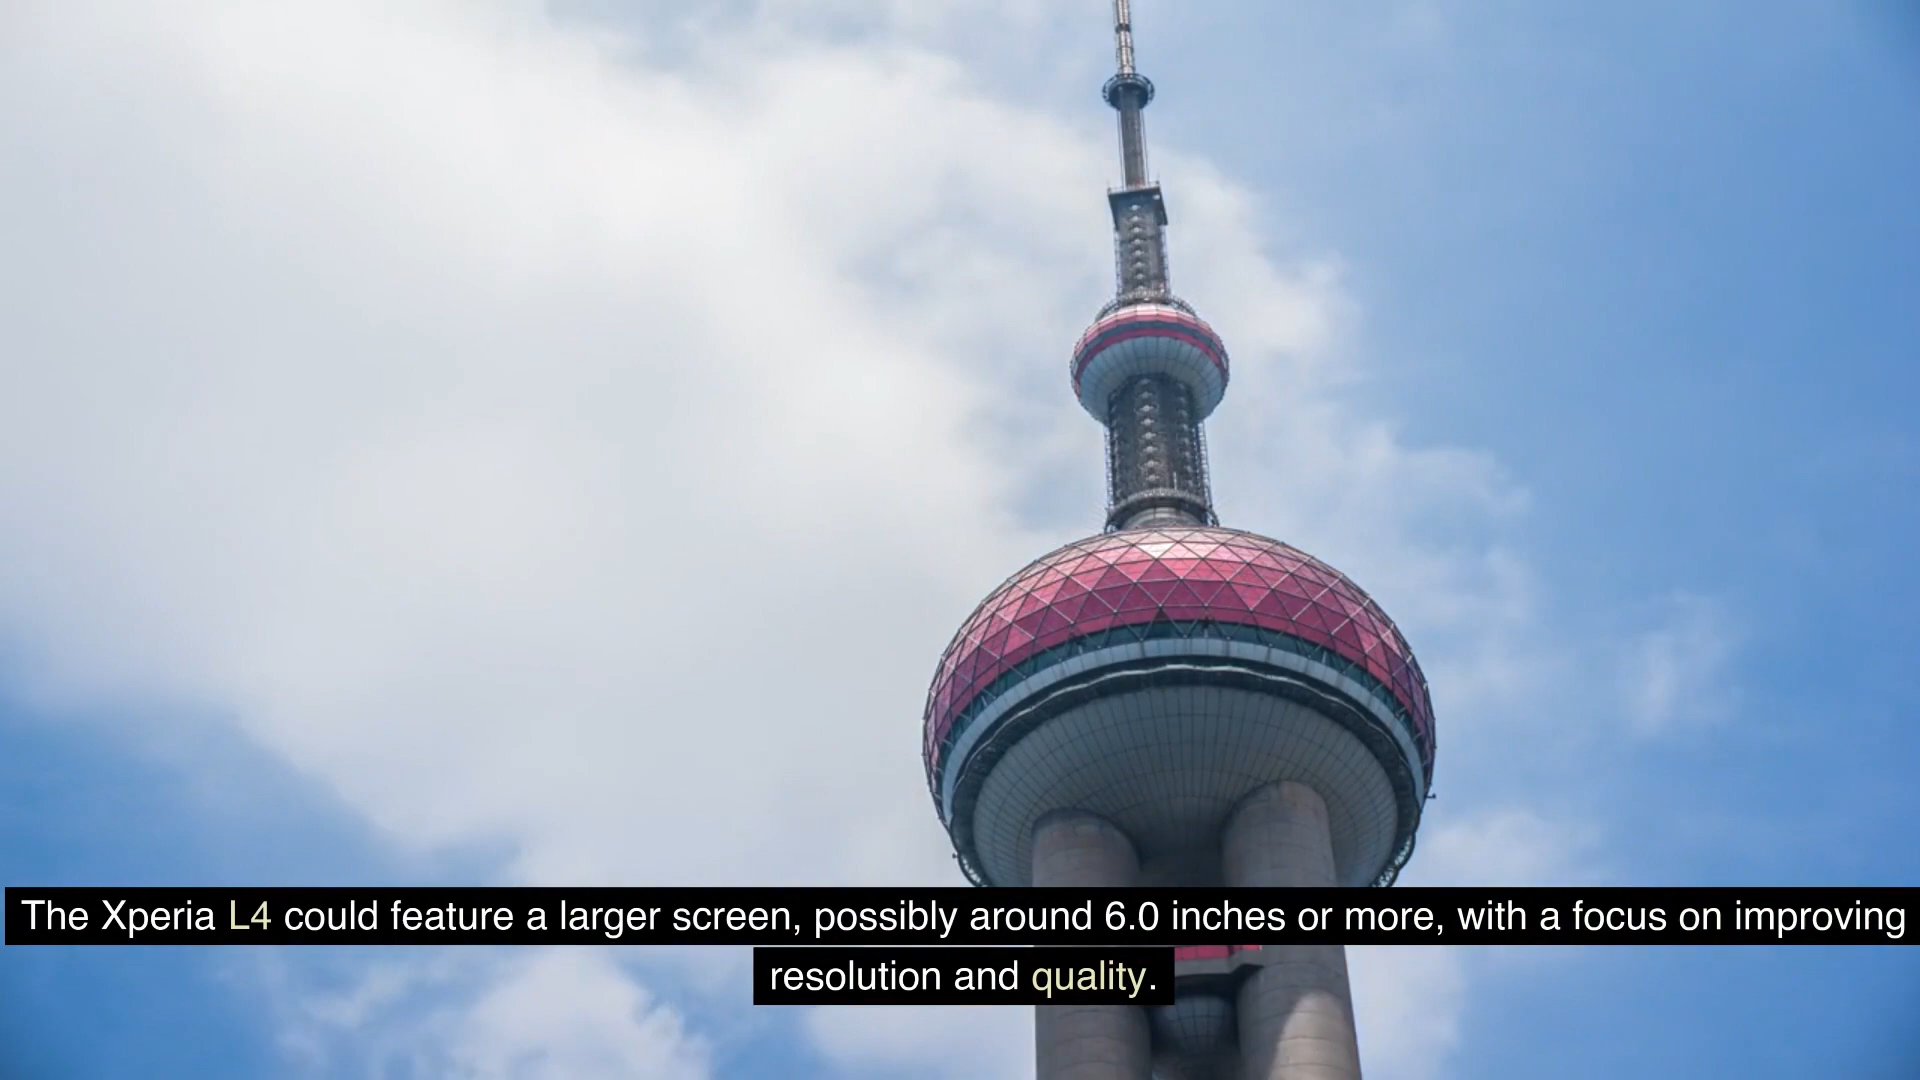 The Xperia L4 could feature a larger screen, possibly around 6.0 inches or more, with a focus on improving
resolution and quality.